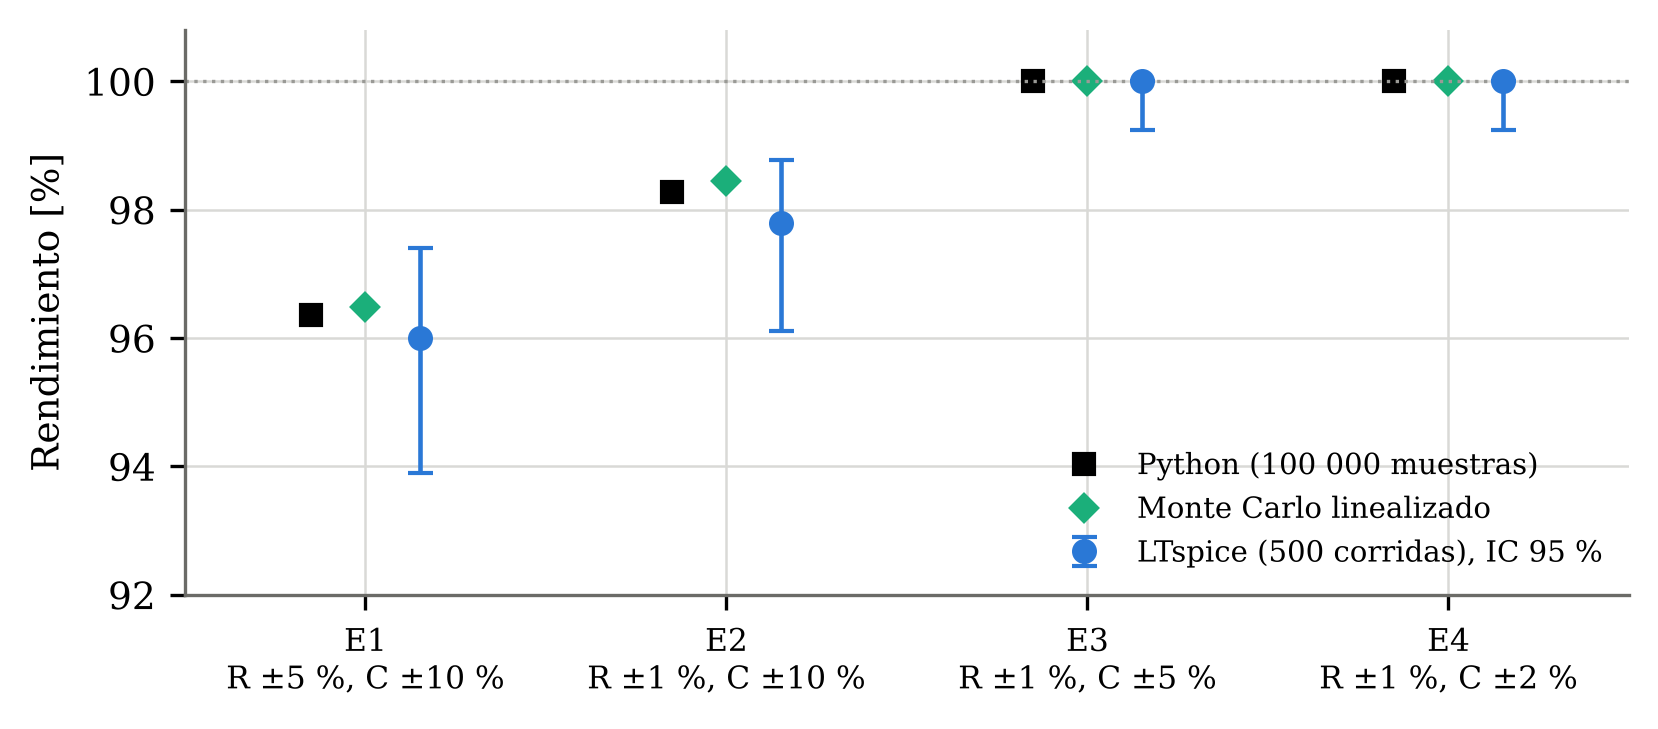 Rendimiento [%]
100
98
96
94
92
Python (100 000 muestras)
Monte Carlo linealizado
LTspice (500 corridas), IC 95 %
E1
R ±5 %, C ±10 %
E2
R ±1 %, C ±10 %
E3
R ±1 %, C ±5 %
E4
R ±1 %, C ±2 %